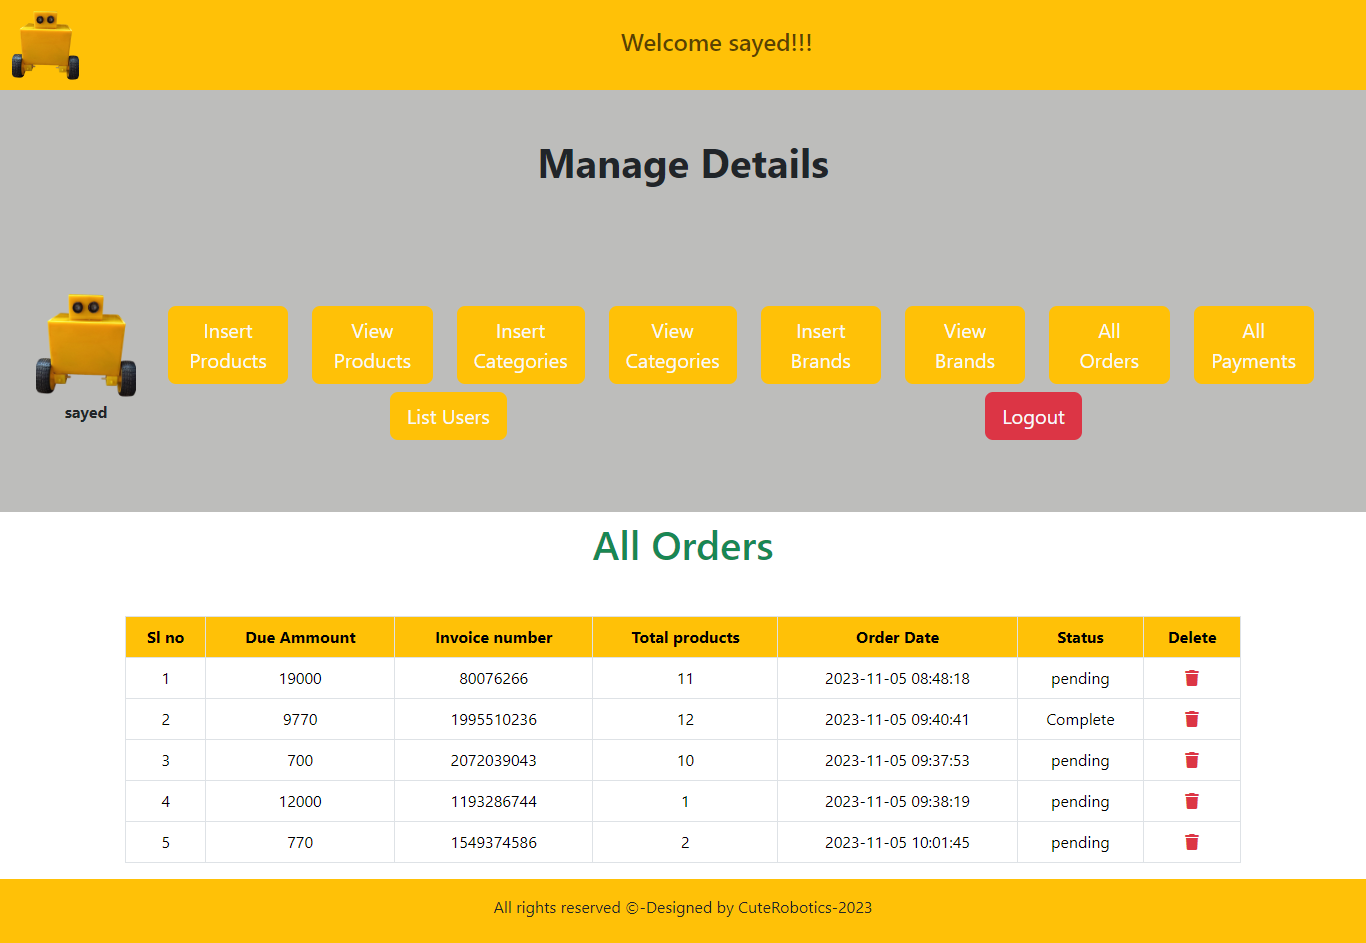 Welcome sayed!!!
Manage Details
Insert Products
View Products
Insert Categories
View Categories
Insert Brands
View Brands
All Orders
All Payments
sayed
List Users
Logout
All Orders
Sl no Due Ammount Invoice number Total products Order Date Status Delete
1 19000 80076266 11 2023-11-05 08:48:18 pending
2 9770 1995510236 12 2023-11-05 09:40:41 Complete
3 700 2072039043 10 2023-11-05 09:37:53 pending
4 12000 1193286744 1 2023-11-05 09:38:19 pending
5 770 1549374586 2 2023-11-05 10:01:45 pending
All rights reserved ©-Designed by CuteRobotics-2023